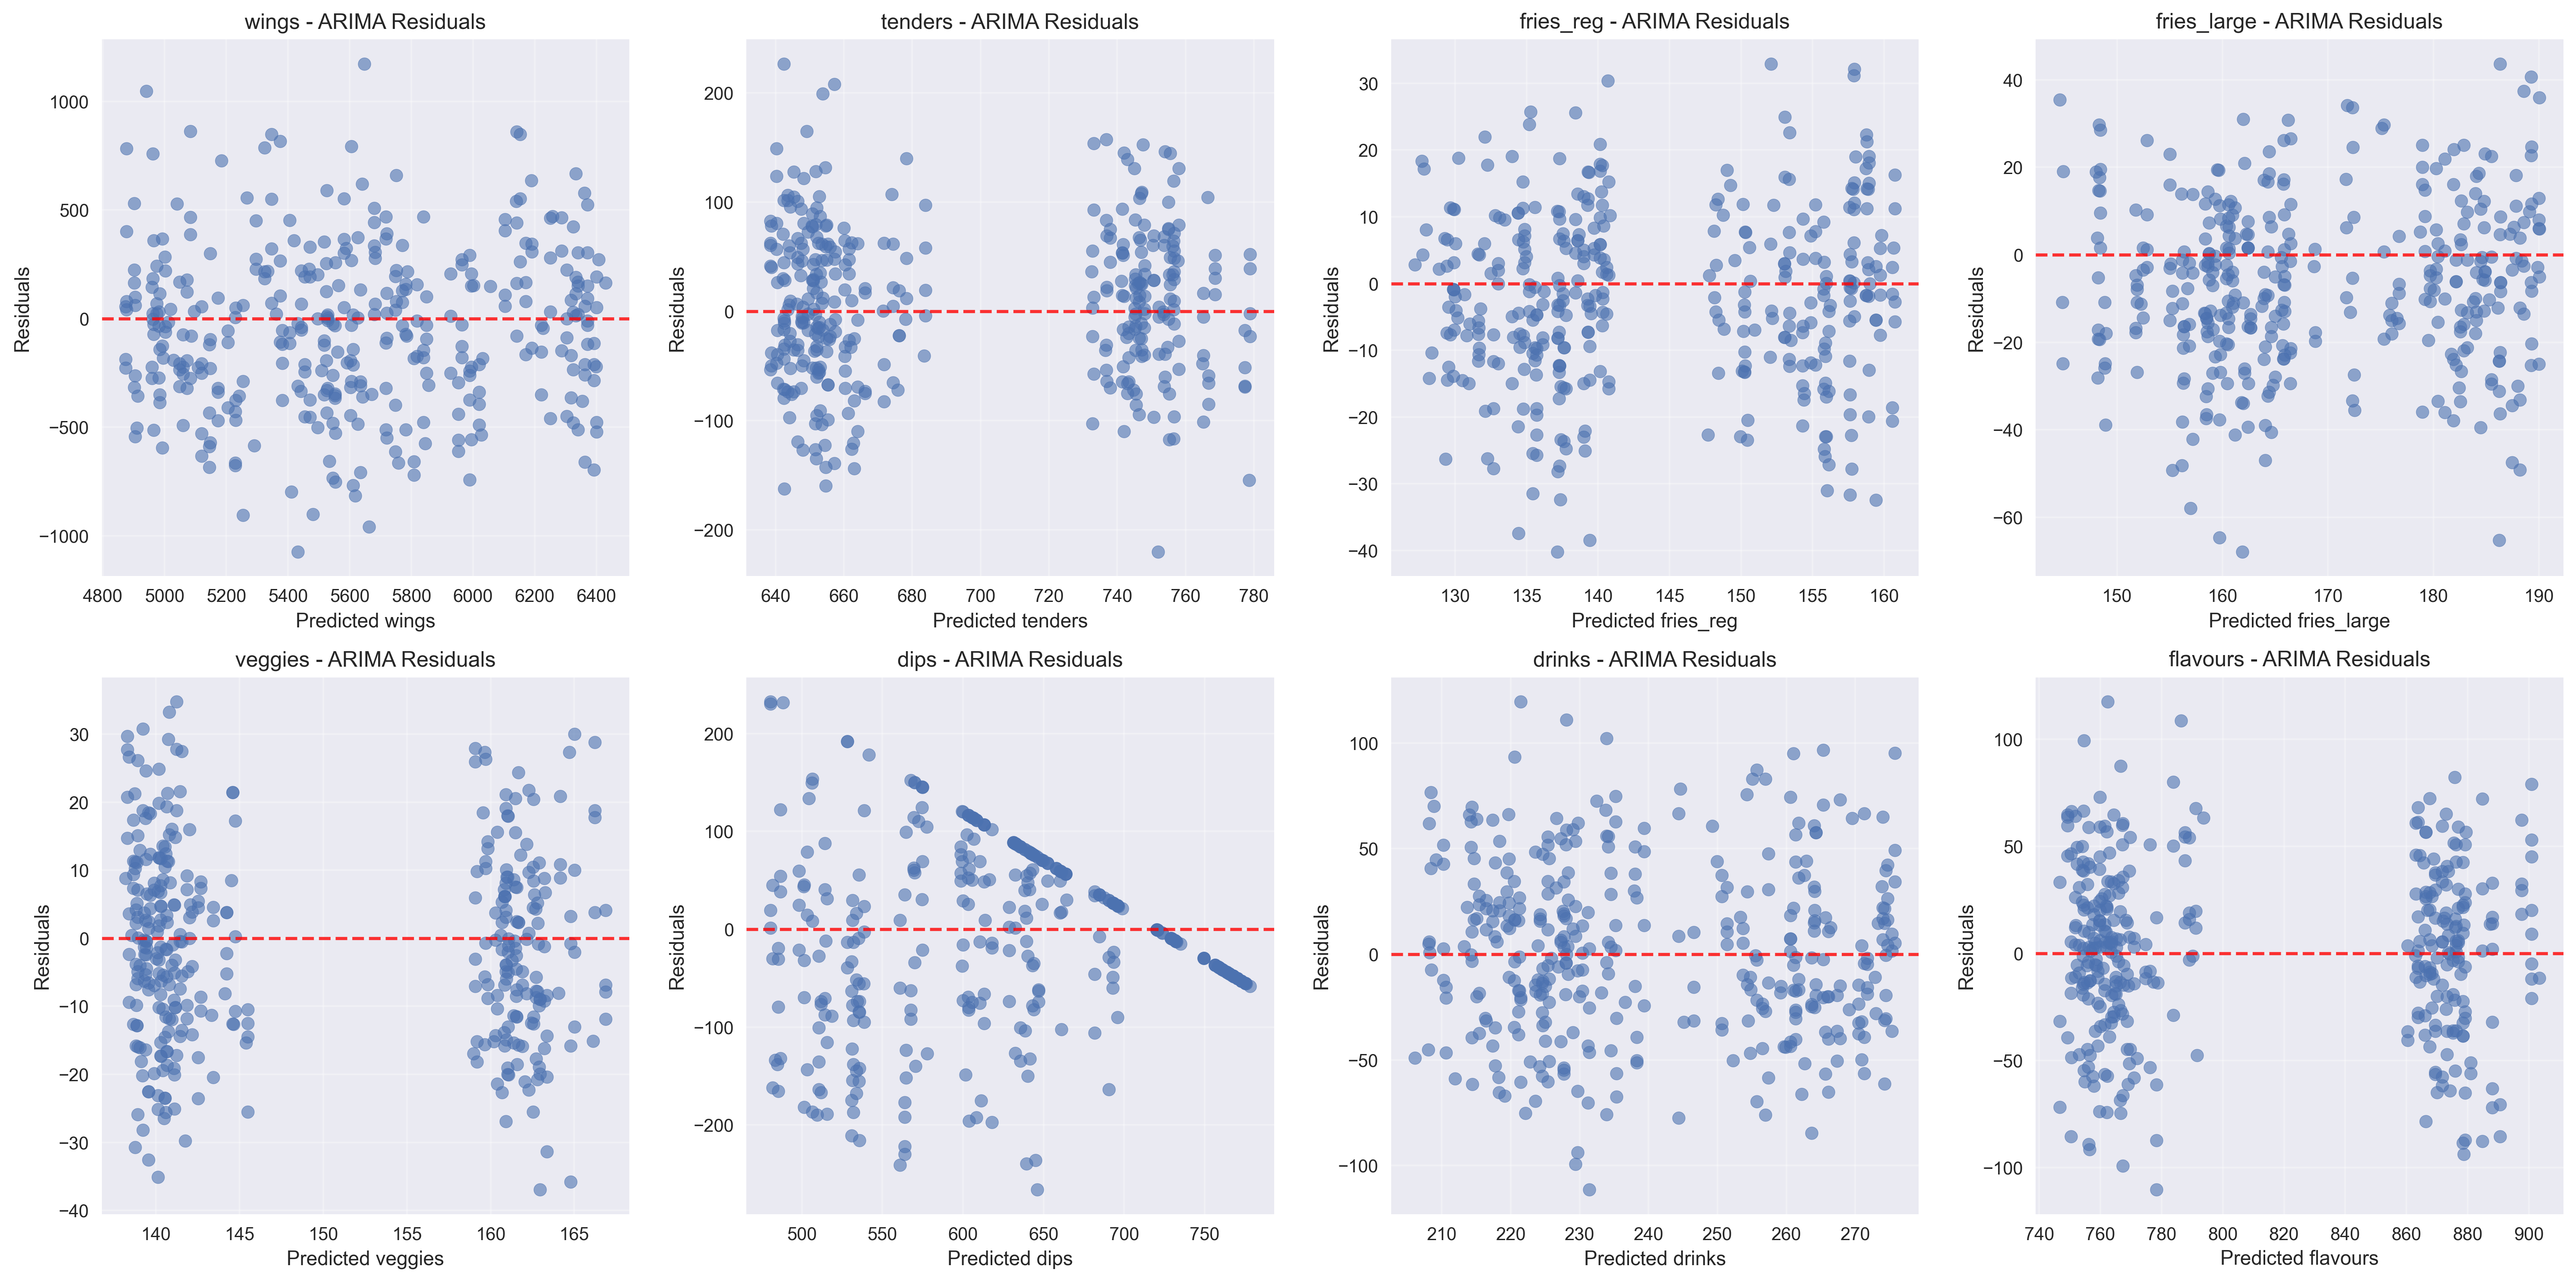 wings - ARIMA Residuals
Residuals
1000
500
0
−500
−1000
4800 5000 5200 5400 5600 5800 6000 6200 6400
Predicted wings
tenders - ARIMA Residuals
Residuals
200
100
0
−100
−200
640 660 680 700 720 740 760 780
Predicted tenders
fries_reg - ARIMA Residuals
Residuals
30
20
10
0
−10
−20
−30
−40
130 135 140 145 150 155 160
Predicted fries_reg
fries_large - ARIMA Residuals
Residuals
40
20
0
−20
−40
−60
150 160 170 180 190
Predicted fries_large
veggies - ARIMA Residuals
Residuals
30
20
10
0
−10
−20
−30
−40
140 145 150 155 160 165
Predicted veggies
dips - ARIMA Residuals
Residuals
200
100
0
−100
−200
500 550 600 650 700 750
Predicted dips
drinks - ARIMA Residuals
Residuals
100
50
0
−50
−100
210 220 230 240 250 260 270
Predicted drinks
flavours - ARIMA Residuals
Residuals
100
50
0
−50
−100
740 760 780 800 820 840 860 880 900
Predicted flavours